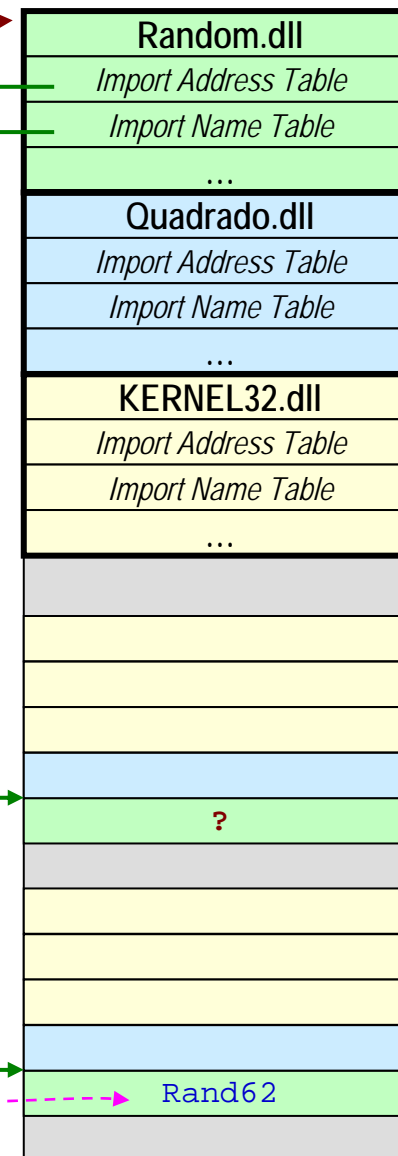 Random.dll
Import Address Table
Import Name Table
...
Quadrado.dll
Import Address Table
Import Name Table
...
KERNEL32.dll
Import Address Table
Import Name Table
...
?
Rand62